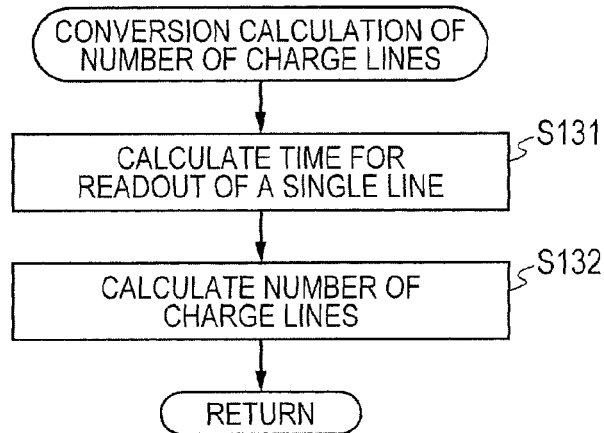 CONVERSION CALCULATION OF
NUMBER OF CHARGE LINES
S131
CALCULATE TIME FOR
READOUT OF A SINGLE LINE
S132
CALCULATE NUMBER OF
CHARGE LINES
RETURN